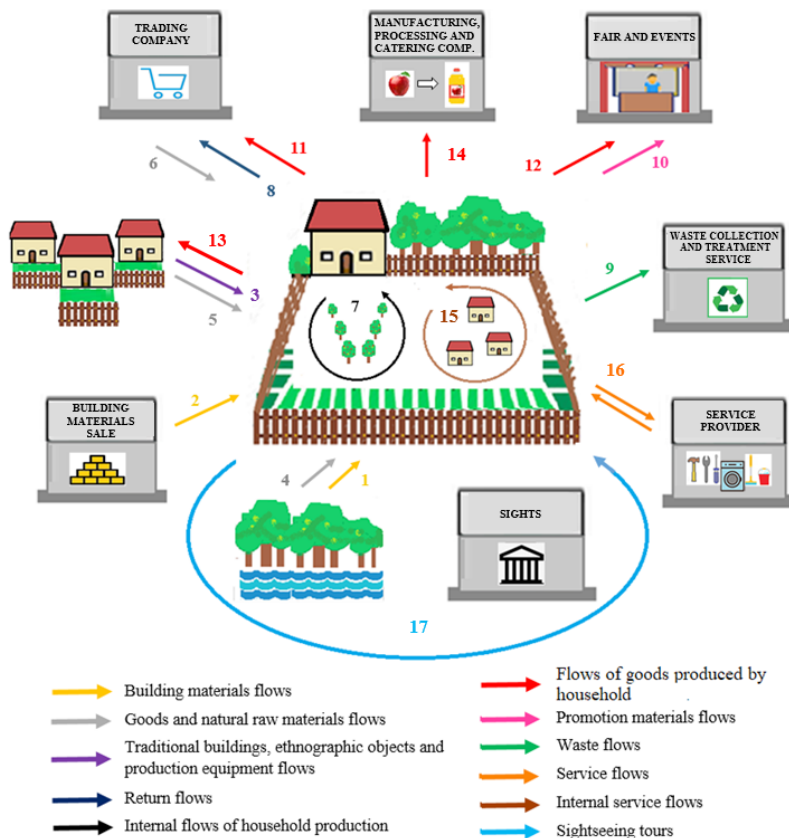 TRADING
COMPANY
MANUFACTURING,
PROCESSING AND
CATERING COMP.
FAIR AND EVENTS
6
8
11
14
12
10
13
3
5
7
15
WASTE COLLECTION
AND TREATMENT
SERVICE
9
16
BUILDING
MATERIALS
SALE
2
SERVICE
PROVIDER
4
1
SIGHTS
17
Building materials flows
Goods and natural raw materials flows
Traditional buildings, ethnographic objects and
production equipment flows
Return flows
Internal flows of household production
Flows of goods produced by
household
Promotion materials flows
Waste flows
Service flows
Internal service flows
Sightseeing tours